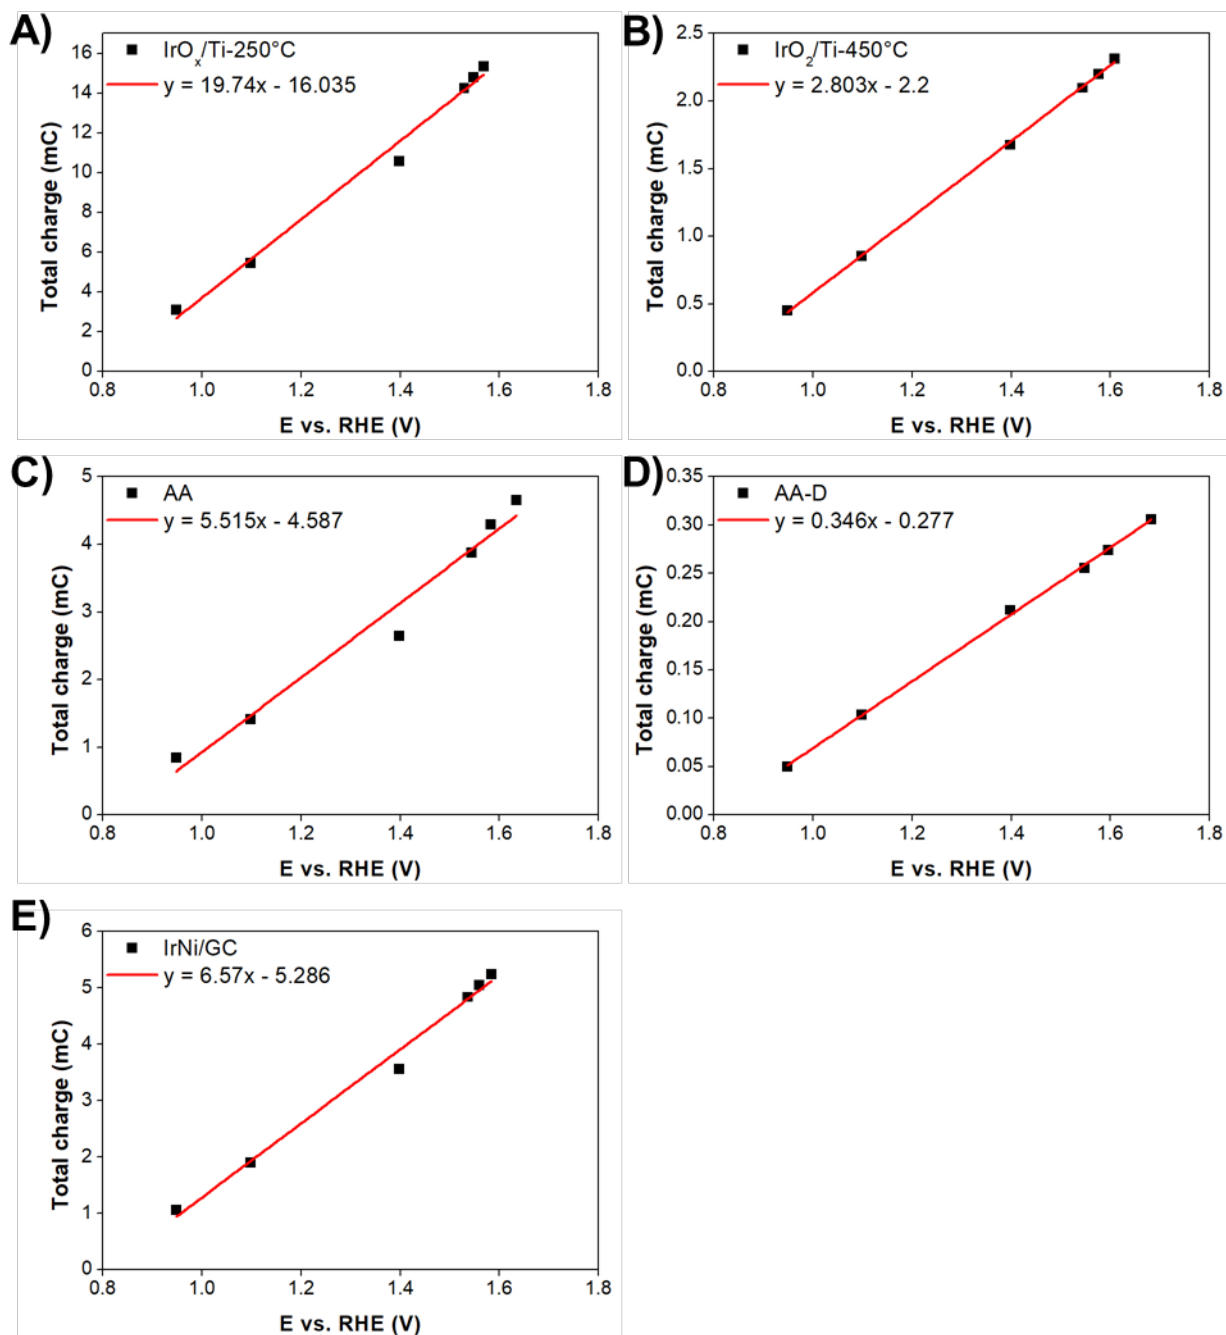 A)
IrOx/Ti-250°C
y = 19.74x - 16.035
Total charge (mC)
16
14
12
10
8
6
4
2
0
0.8 1.0 1.2 1.4 1.6 1.8
E vs. RHE (V)
B)
IrO2/Ti-450°C
y = 2.803x - 2.2
Total charge (mC)
2.5
2.0
1.5
1.0
0.5
0.0
0.8 1.0 1.2 1.4 1.6 1.8
E vs. RHE (V)
C)
AA
y = 5.515x - 4.587
Total charge (mC)
5
4
3
2
1
0
0.8 1.0 1.2 1.4 1.6 1.8
E vs. RHE (V)
D)
AA-D
y = 0.346x - 0.277
Total charge (mC)
0.35
0.30
0.25
0.20
0.15
0.10
0.05
0.00
0.8 1.0 1.2 1.4 1.6 1.8
E vs. RHE (V)
E)
IrNi/GC
y = 6.57x - 5.286
Total charge (mC)
6
5
4
3
2
1
0
0.8 1.0 1.2 1.4 1.6 1.8
E vs. RHE (V)